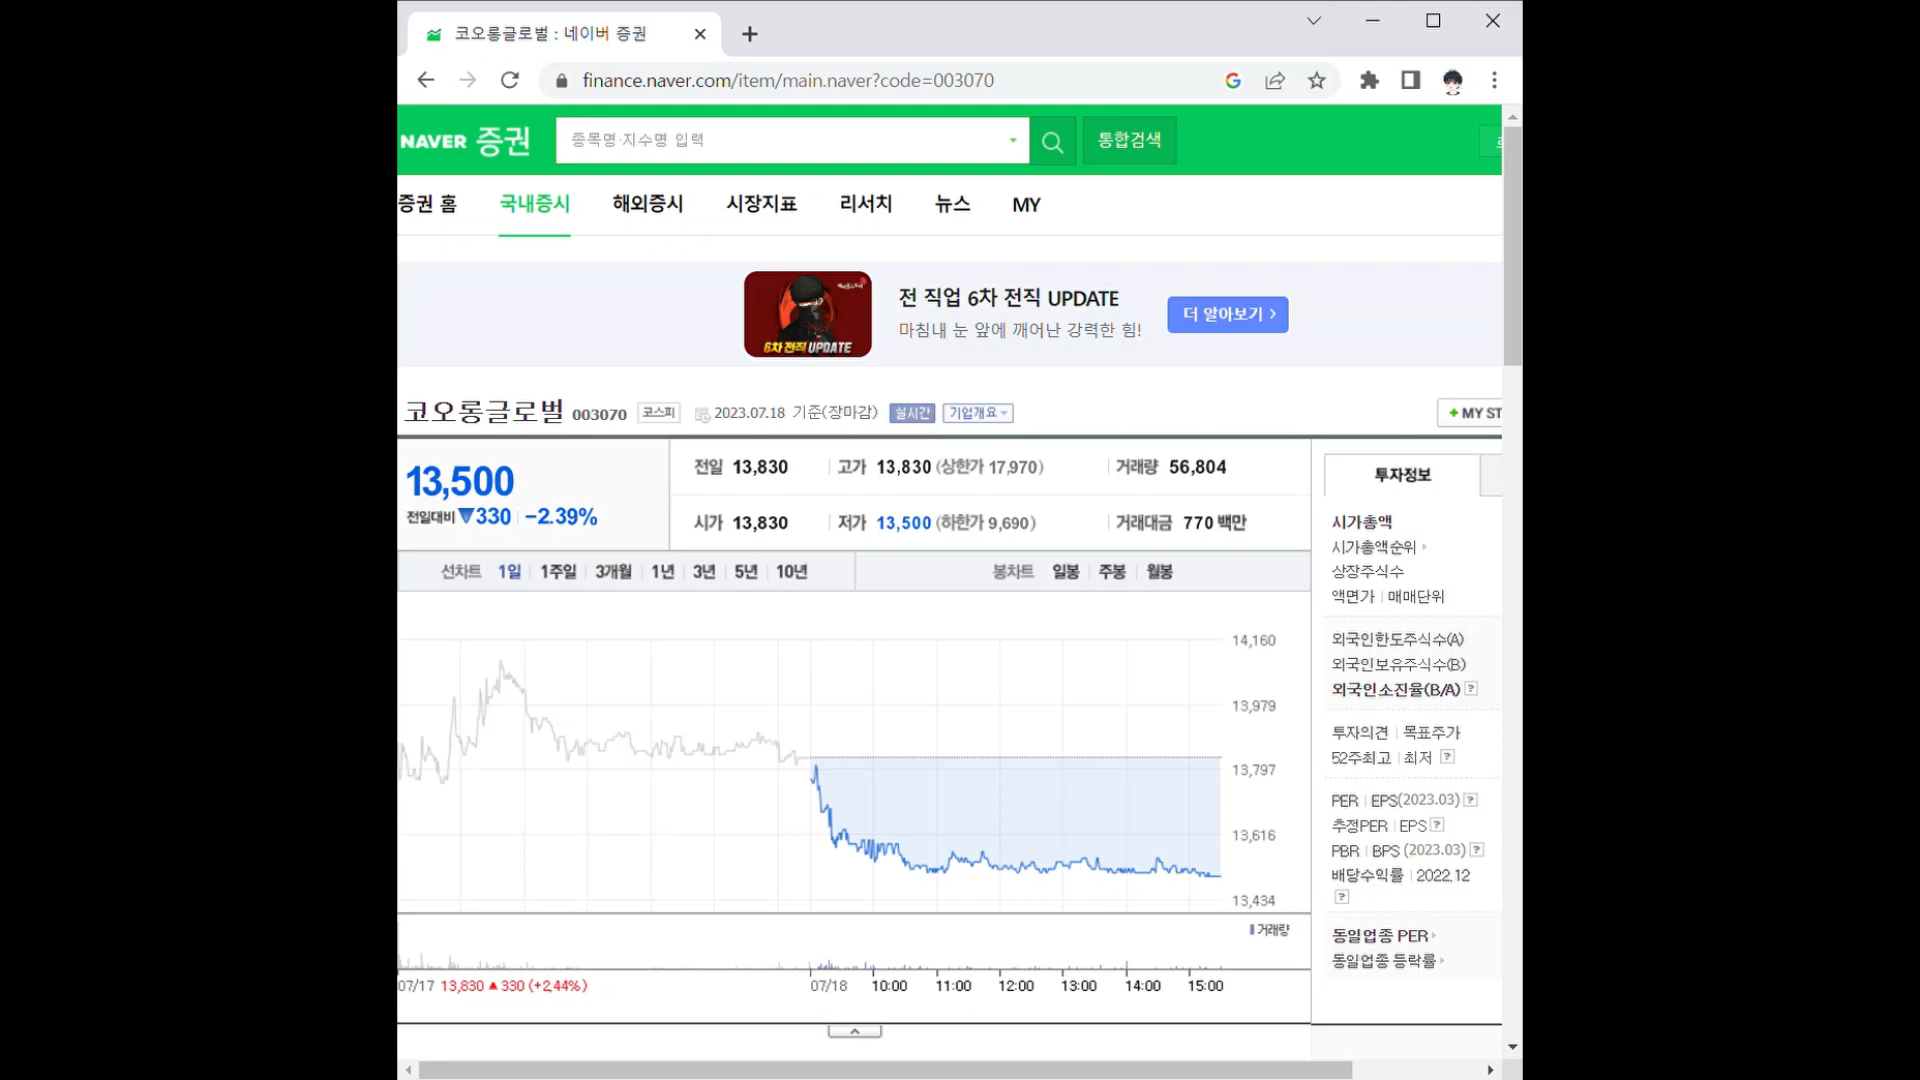 코오롱글로벌 : 네이버 증권
finance.naver.com/item/main.naver?code=003070
NAVER 증권
종목명·지수명 입력
통합검색
증권 홈 국내증시 해외증시 시장지표 리서치 뉴스 MY
6차 전직 UPDATE
전 직업 6차 전직 UPDATE
마침내 눈 앞에 깨어난 강력한 힘!
더 알아보기
코오롱글로벌 003070 코스피 2023.07.18 기준(장마감) 실시간 기업개요
+ MY ST
13,500
전일대비 ▼330 -2.39%
전일 13,830 고가 13,830 (상한가 17,970) 거래량 56,804
시가 13,830 저가 13,500 (하한가 9,690) 거래대금 770 백만
선차트 1일 1주일 3개월 1년 3년 5년 10년 봉차트 일봉 주봉 월봉
14,160
13,979
13,797
13,616
13,434
거래량
07/17 13,830 ▲330 (+2,44%)
07/18 10:00 11:00 12:00 13:00 14:00 15:00
투자정보
시가총액
시가총액순위
상장주식수
액면가 매매단위
외국인한도주식수(A)
외국인보유주식수(B)
외국인소진율(B/A) ?
투자의견 목표주가
52주최고 최저 ?
PER EPS(2023.03) ?
추정PER EPS ?
PBR BPS (2023.03) ?
배당수익률 2022.12
?
동일업종 PER
동일업종 등락률